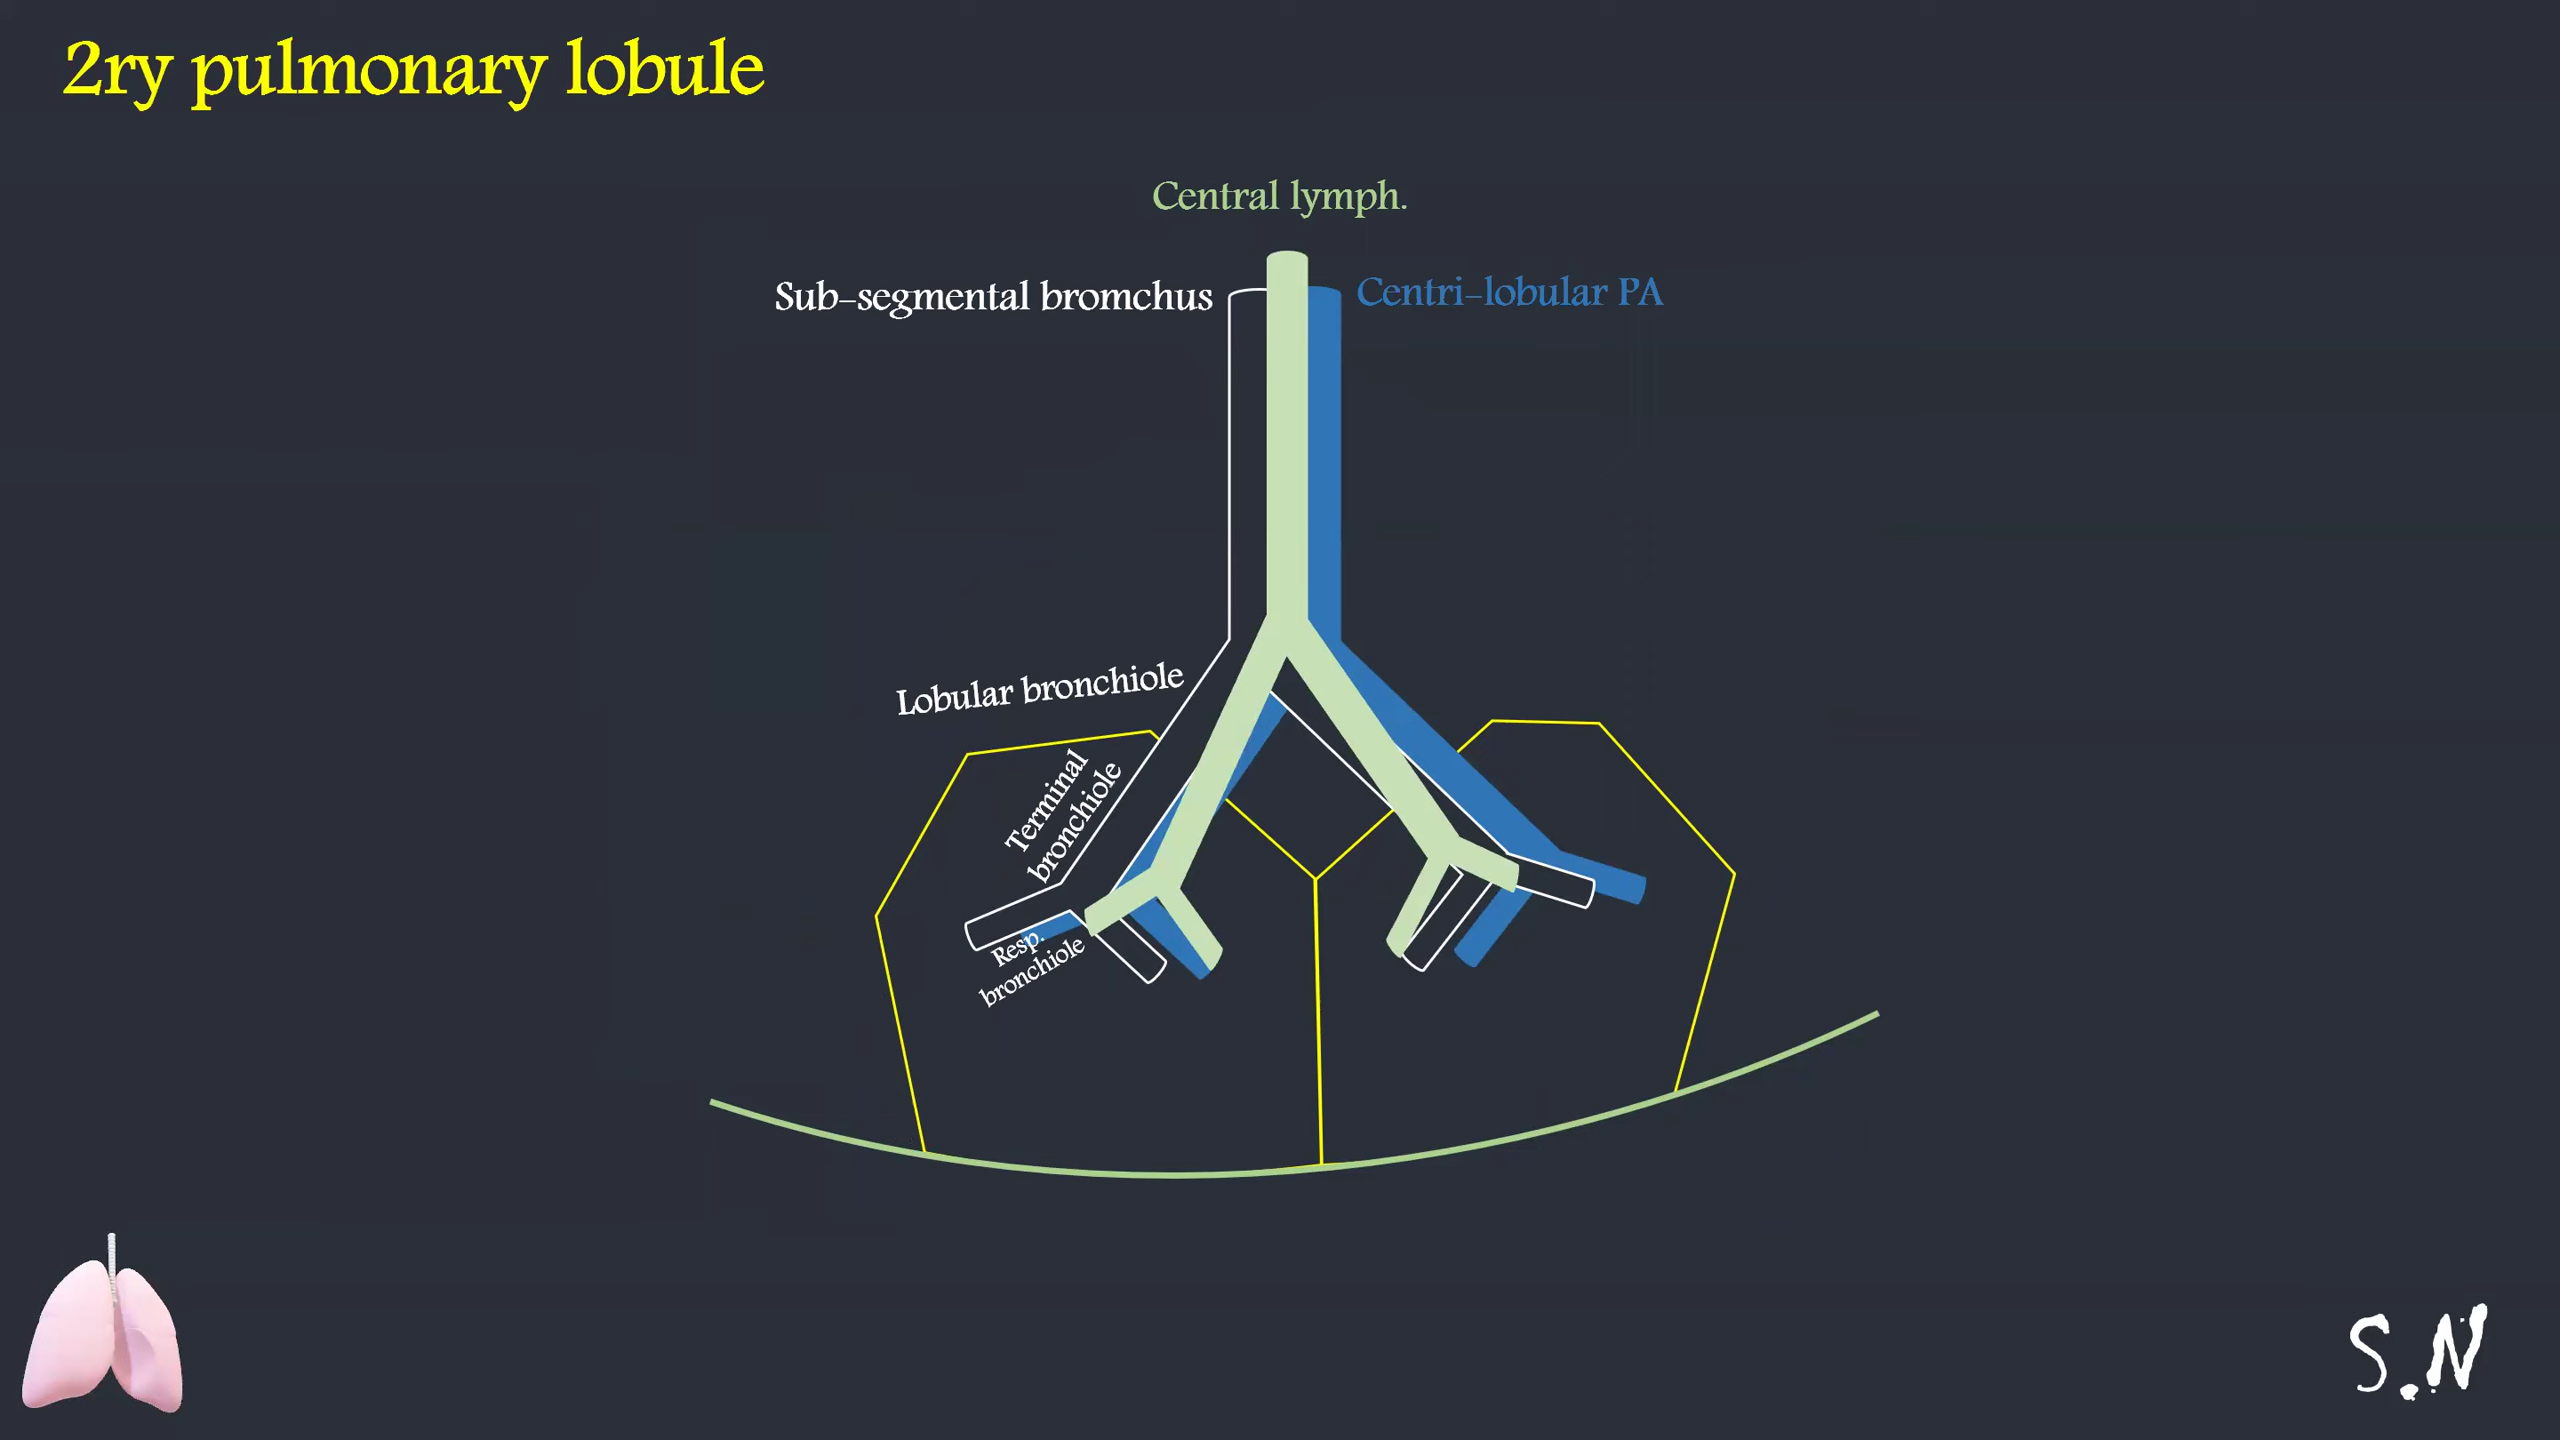 2ry pulmonary lobule
Central lymph.
Sub-segmental bromchus
Centri-lobular PA
Lobular bronchiole
Terminal
bronchiole
Resp.
bronchiole
S.N